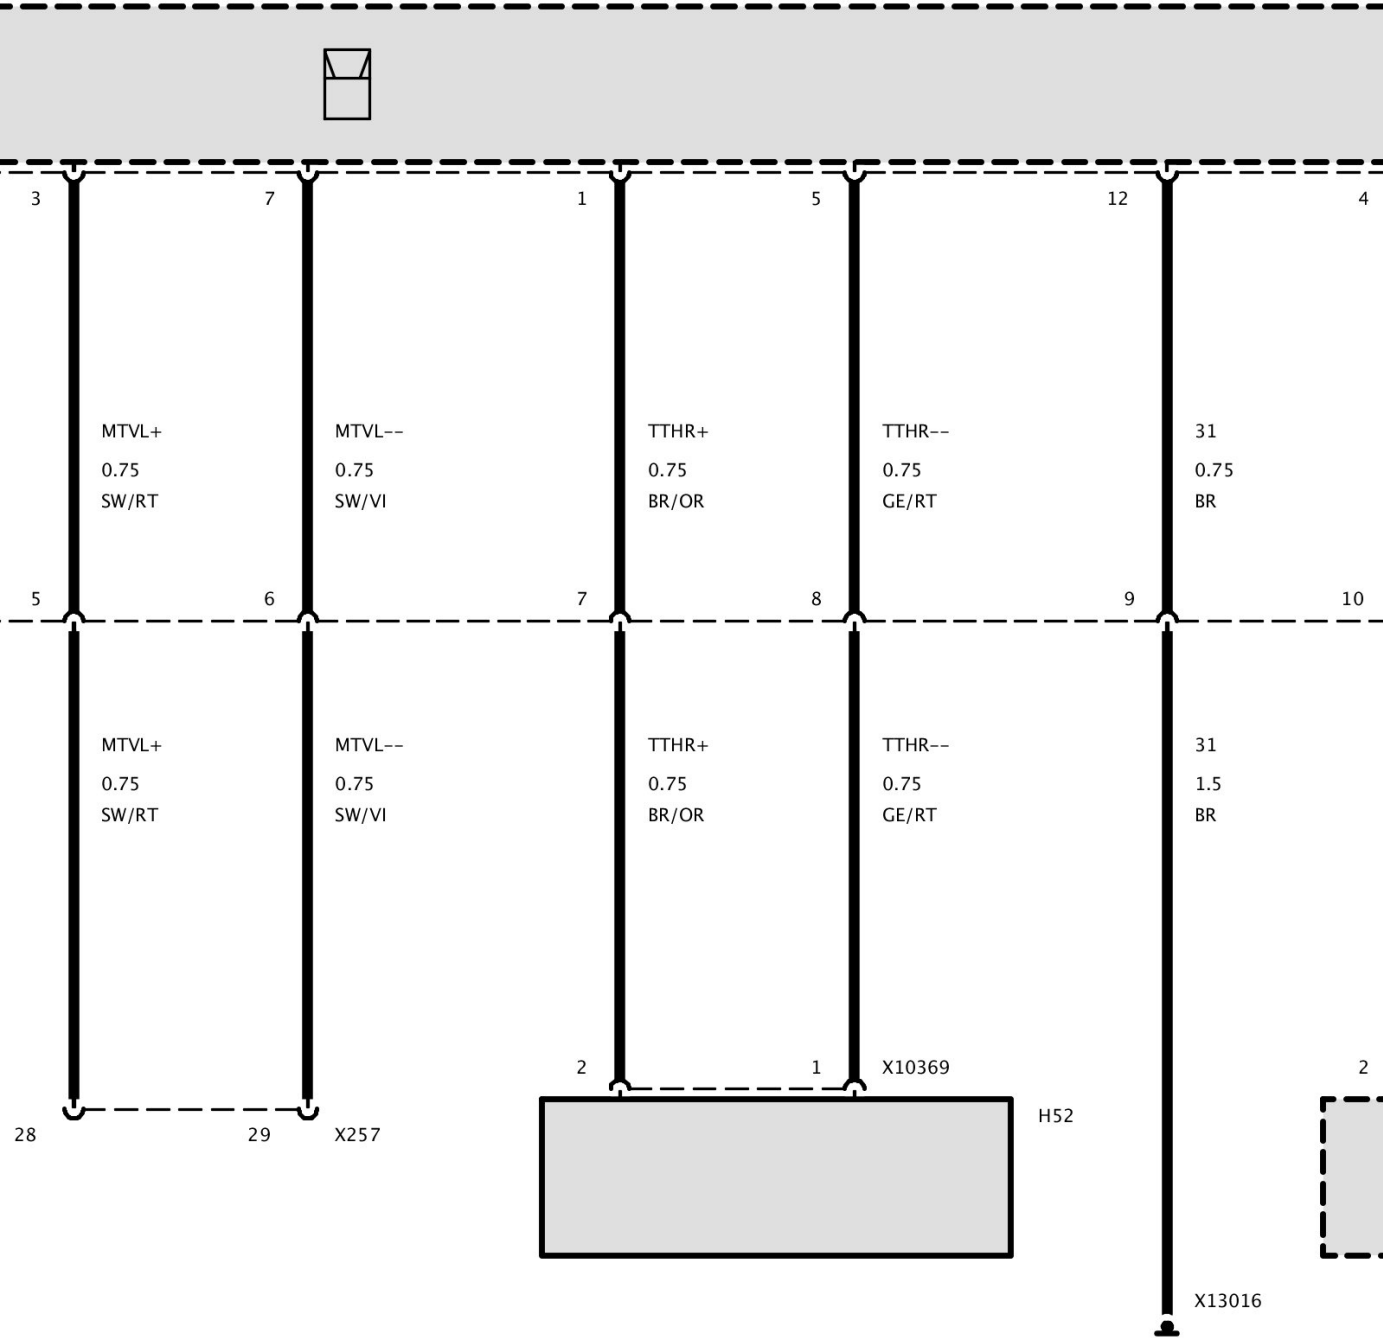 3 7 1 5 12 4
MTVL+ MTVL-- TTHR+ TTHR-- 31
0.75 0.75 0.75 0.75 0.75
SW/RT SW/VI BR/OR GE/RT BR
5 6 7 8 9 10
MTVL+ MTVL-- TTHR+ TTHR-- 31
0.75 0.75 0.75 0.75 1.5
SW/RT SW/VI BR/OR GE/RT BR
2 1 X10369 2
H52
28 29 X257
X13016